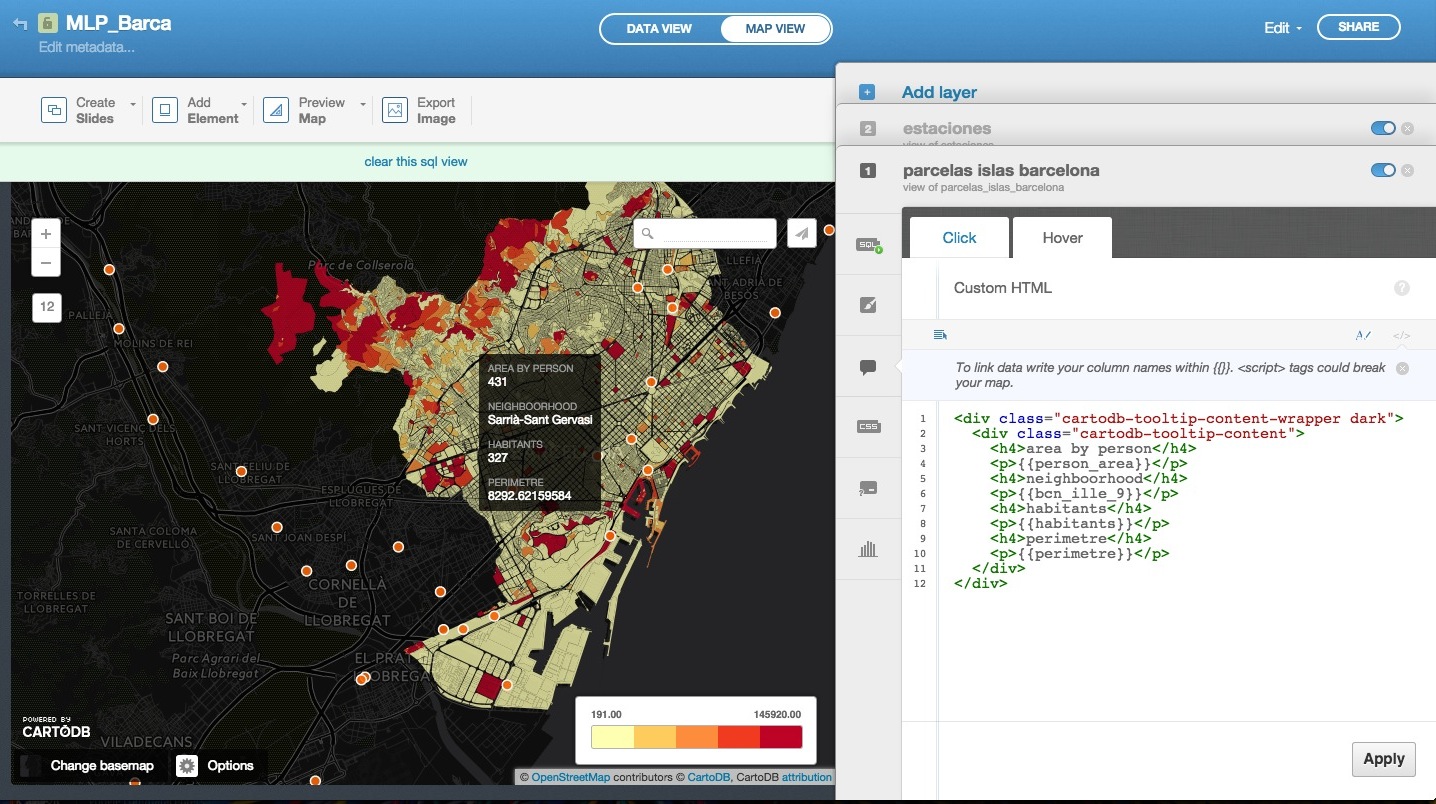 MLP_Barca
Edit metadata...
DATA VIEW
MAP VIEW
Edit
SHARE
Create
Slides
Add
Element
Preview
Map
Export
Image
clear this sql view
+
−
12
PALLEJÀ
MOLINS DE REI
Parc de Collserola
LLEFIÀ
ANT ADRIÀ DE
BESÒS
SANT VICENÇ DELS
HORTS
SANT FELIU DE
LLOBREGAT
ESPLUGUES DE
LLOBREGAT
SANTA COLOMA
DE CERVELLÓ
SANT JOAN DESPÍ
CORNELLÀ
DE
LLOBREGAT
TORRELLES DE
LLOBREGAT
SANT BOI DE
LLOBREGAT
Parc Agrari del
Baix Llobregat
EL PRAT
LLOBREGA
VILADECANS
AREA BY PERSON
431
NEIGHBOORHOOD
Sarrià-Sant Gervasi
HABITANTS
327
PERIMETRE
8292.62159584
191.00
145920.00
POWERED BY
CARTODB
Change basemap
Options
© OpenStreetMap contributors © CartoDB, CartoDB attribution
Add layer
2
estaciones
view of estaciones
1
parcelas islas barcelona
view of parcelas_islas_barcelona
SQL
CSS
Click
Hover
Custom HTML
?
A
</>
To link data write your column names within {{}}. <script> tags could break
your map.
1 <div class="cartodb-tooltip-content-wrapper dark">
2 <div class="cartodb-tooltip-content">
3 <h4>area by person</h4>
4 <p>{{person_area}}</p>
5 <h4>neighboorhood</h4>
6 <p>{{bcn_ille_9}}</p>
7 <h4>habitants</h4>
8 <p>{{habitants}}</p>
9 <h4>perimetre</h4>
10 <p>{{perimetre}}</p>
11 </div>
12 </div>
Apply